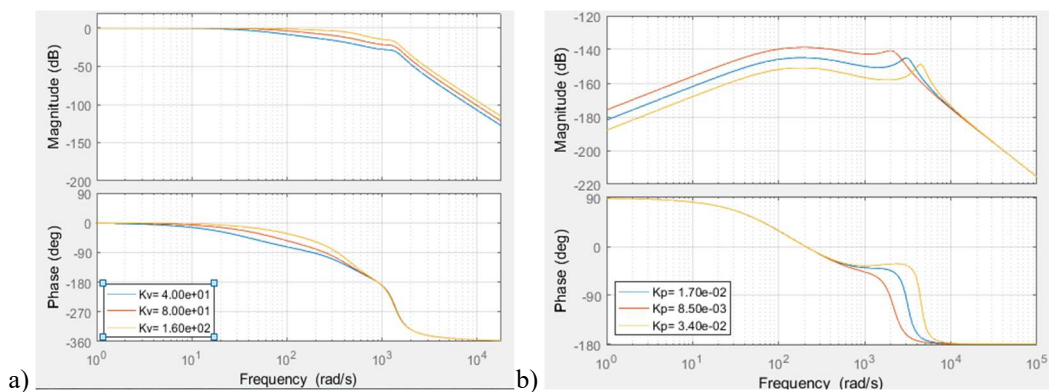 0
-50
-100
-150
-200
Magnitude (dB)
90
0
-90
-180
-270
-360
Phase (deg)
Kv= 4.00e+01
Kv= 8.00e+01
Kv= 1.60e+02
10^0
10^1
10^2
10^3
10^4
Frequency (rad/s)
a)
-120
-140
-160
-180
-200
-220
Magnitude (dB)
90
0
-90
-180
Phase (deg)
Kp= 1.70e-02
Kp= 8.50e-03
Kp= 3.40e-02
10^0
10^1
10^2
10^3
10^4
10^5
Frequency (rad/s)
b)